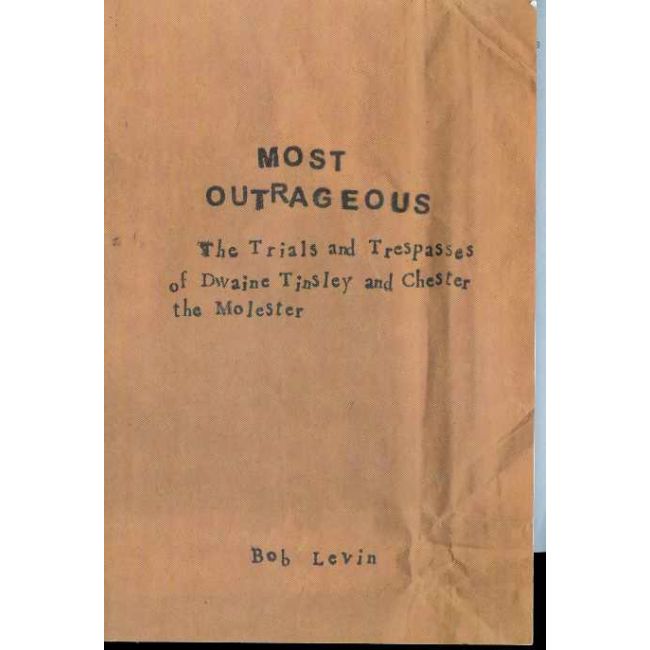 MOST
OUTRAGEOUS
The Trials and Trespasses
of Dwaine Tinsley and Chester
the Molester
Bob Levin